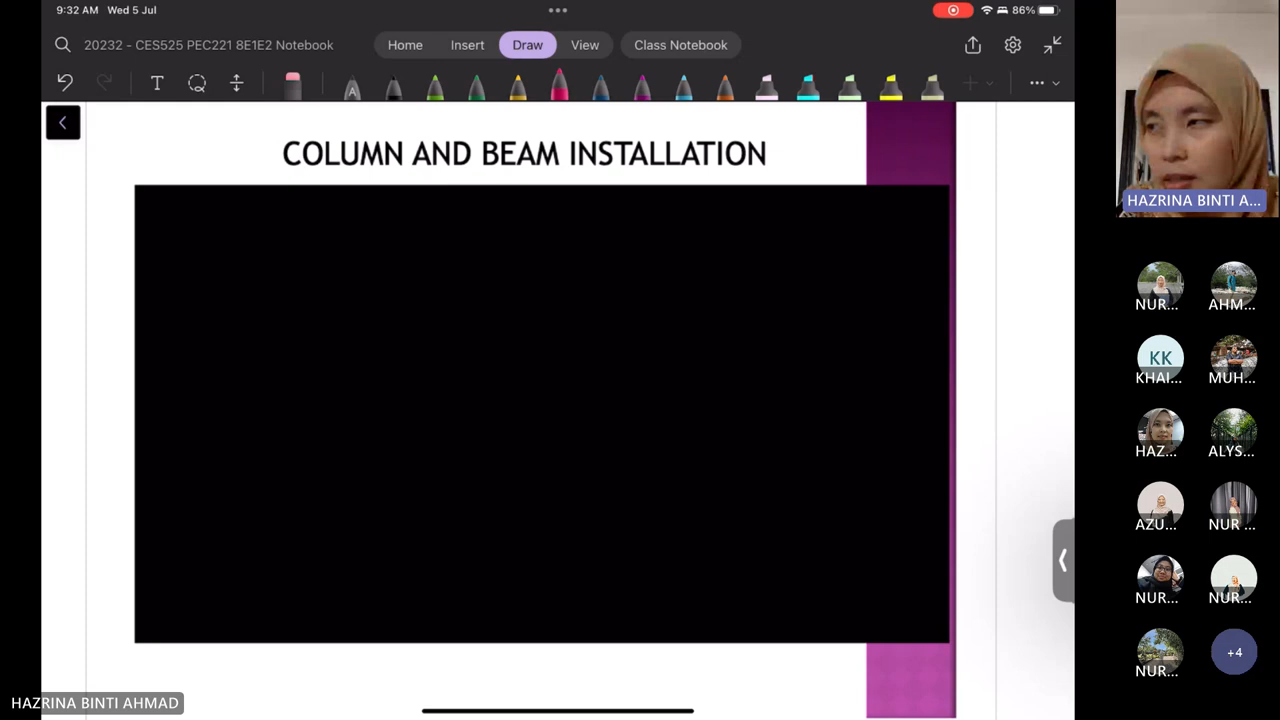 9:32 AM Wed 5 Jul
86%
20232 - CES525 PEC221 8E1E2 Notebook
Home
Insert
Draw
View
Class Notebook
T
A
COLUMN AND BEAM INSTALLATION
HAZRINA BINTI A...
NUR...
AHM...
KK
KHAI...
MUH...
HAZ...
ALYS...
AZU...
NUR ...
NUR...
NUR...
NUR...
+4
HAZRINA BINTI AHMAD